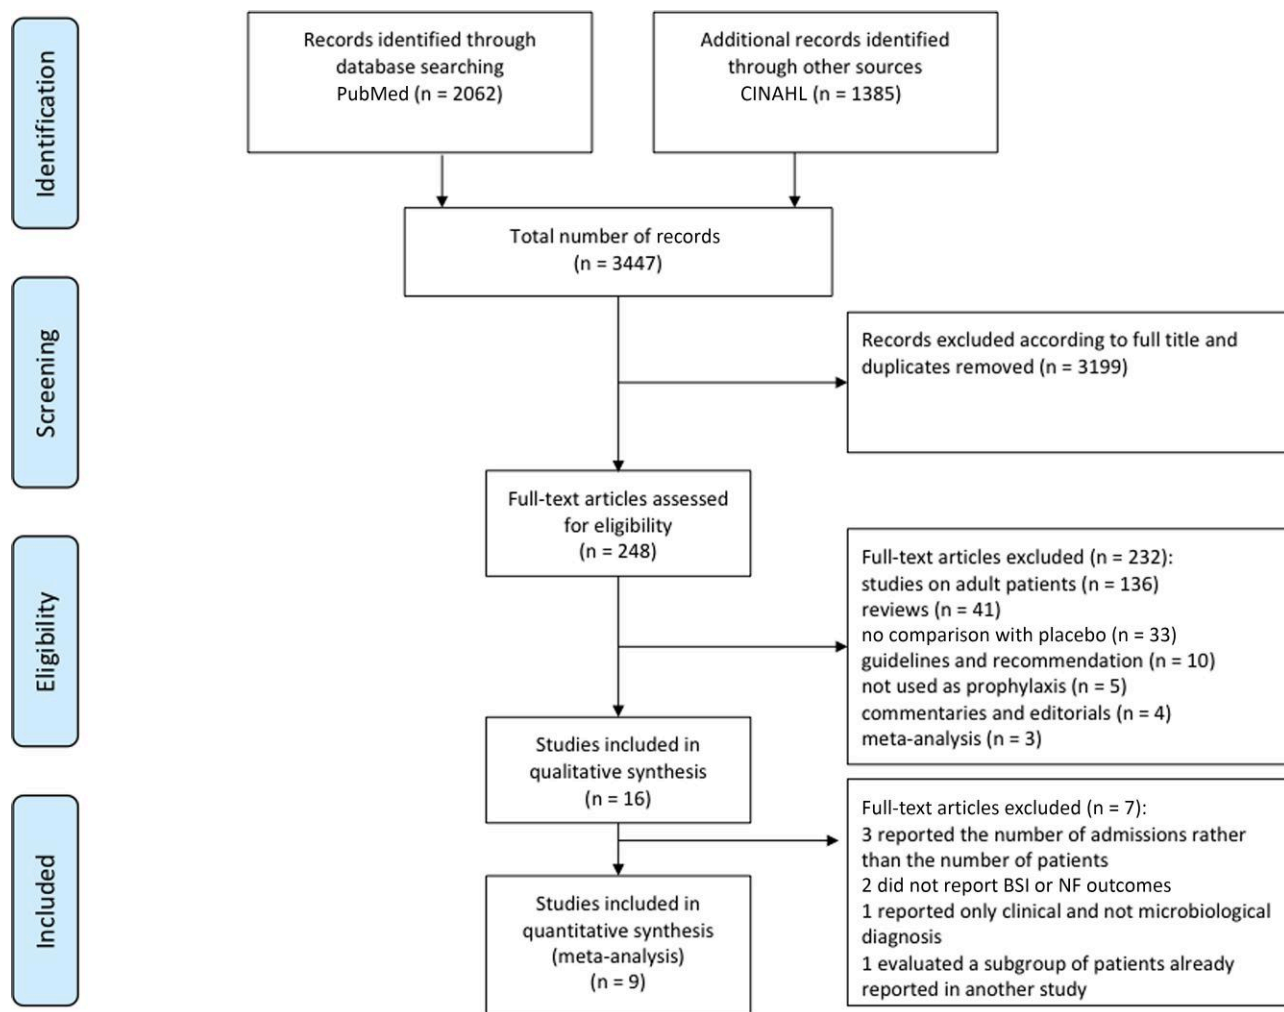 Identification
Records identified through
database searching
PubMed (n = 2062)
Additional records identified
through other sources
CINAHL (n = 1385)
Total number of records
(n = 3447)
Screening
Records excluded according to full title and
duplicates removed (n = 3199)
Full-text articles assessed
for eligibility
(n = 248)
Eligibility
Full-text articles excluded (n = 232):
studies on adult patients (n = 136)
reviews (n = 41)
no comparison with placebo (n = 33)
guidelines and recommendation (n = 10)
not used as prophylaxis (n = 5)
commentaries and editorials (n = 4)
meta-analysis (n = 3)
Studies included in
qualitative synthesis
(n = 16)
Included
Full-text articles excluded (n = 7):
3 reported the number of admissions rather
than the number of patients
2 did not report BSI or NF outcomes
1 reported only clinical and not microbiological
diagnosis
1 evaluated a subgroup of patients already
reported in another study
Studies included in
quantitative synthesis
(meta-analysis)
(n = 9)